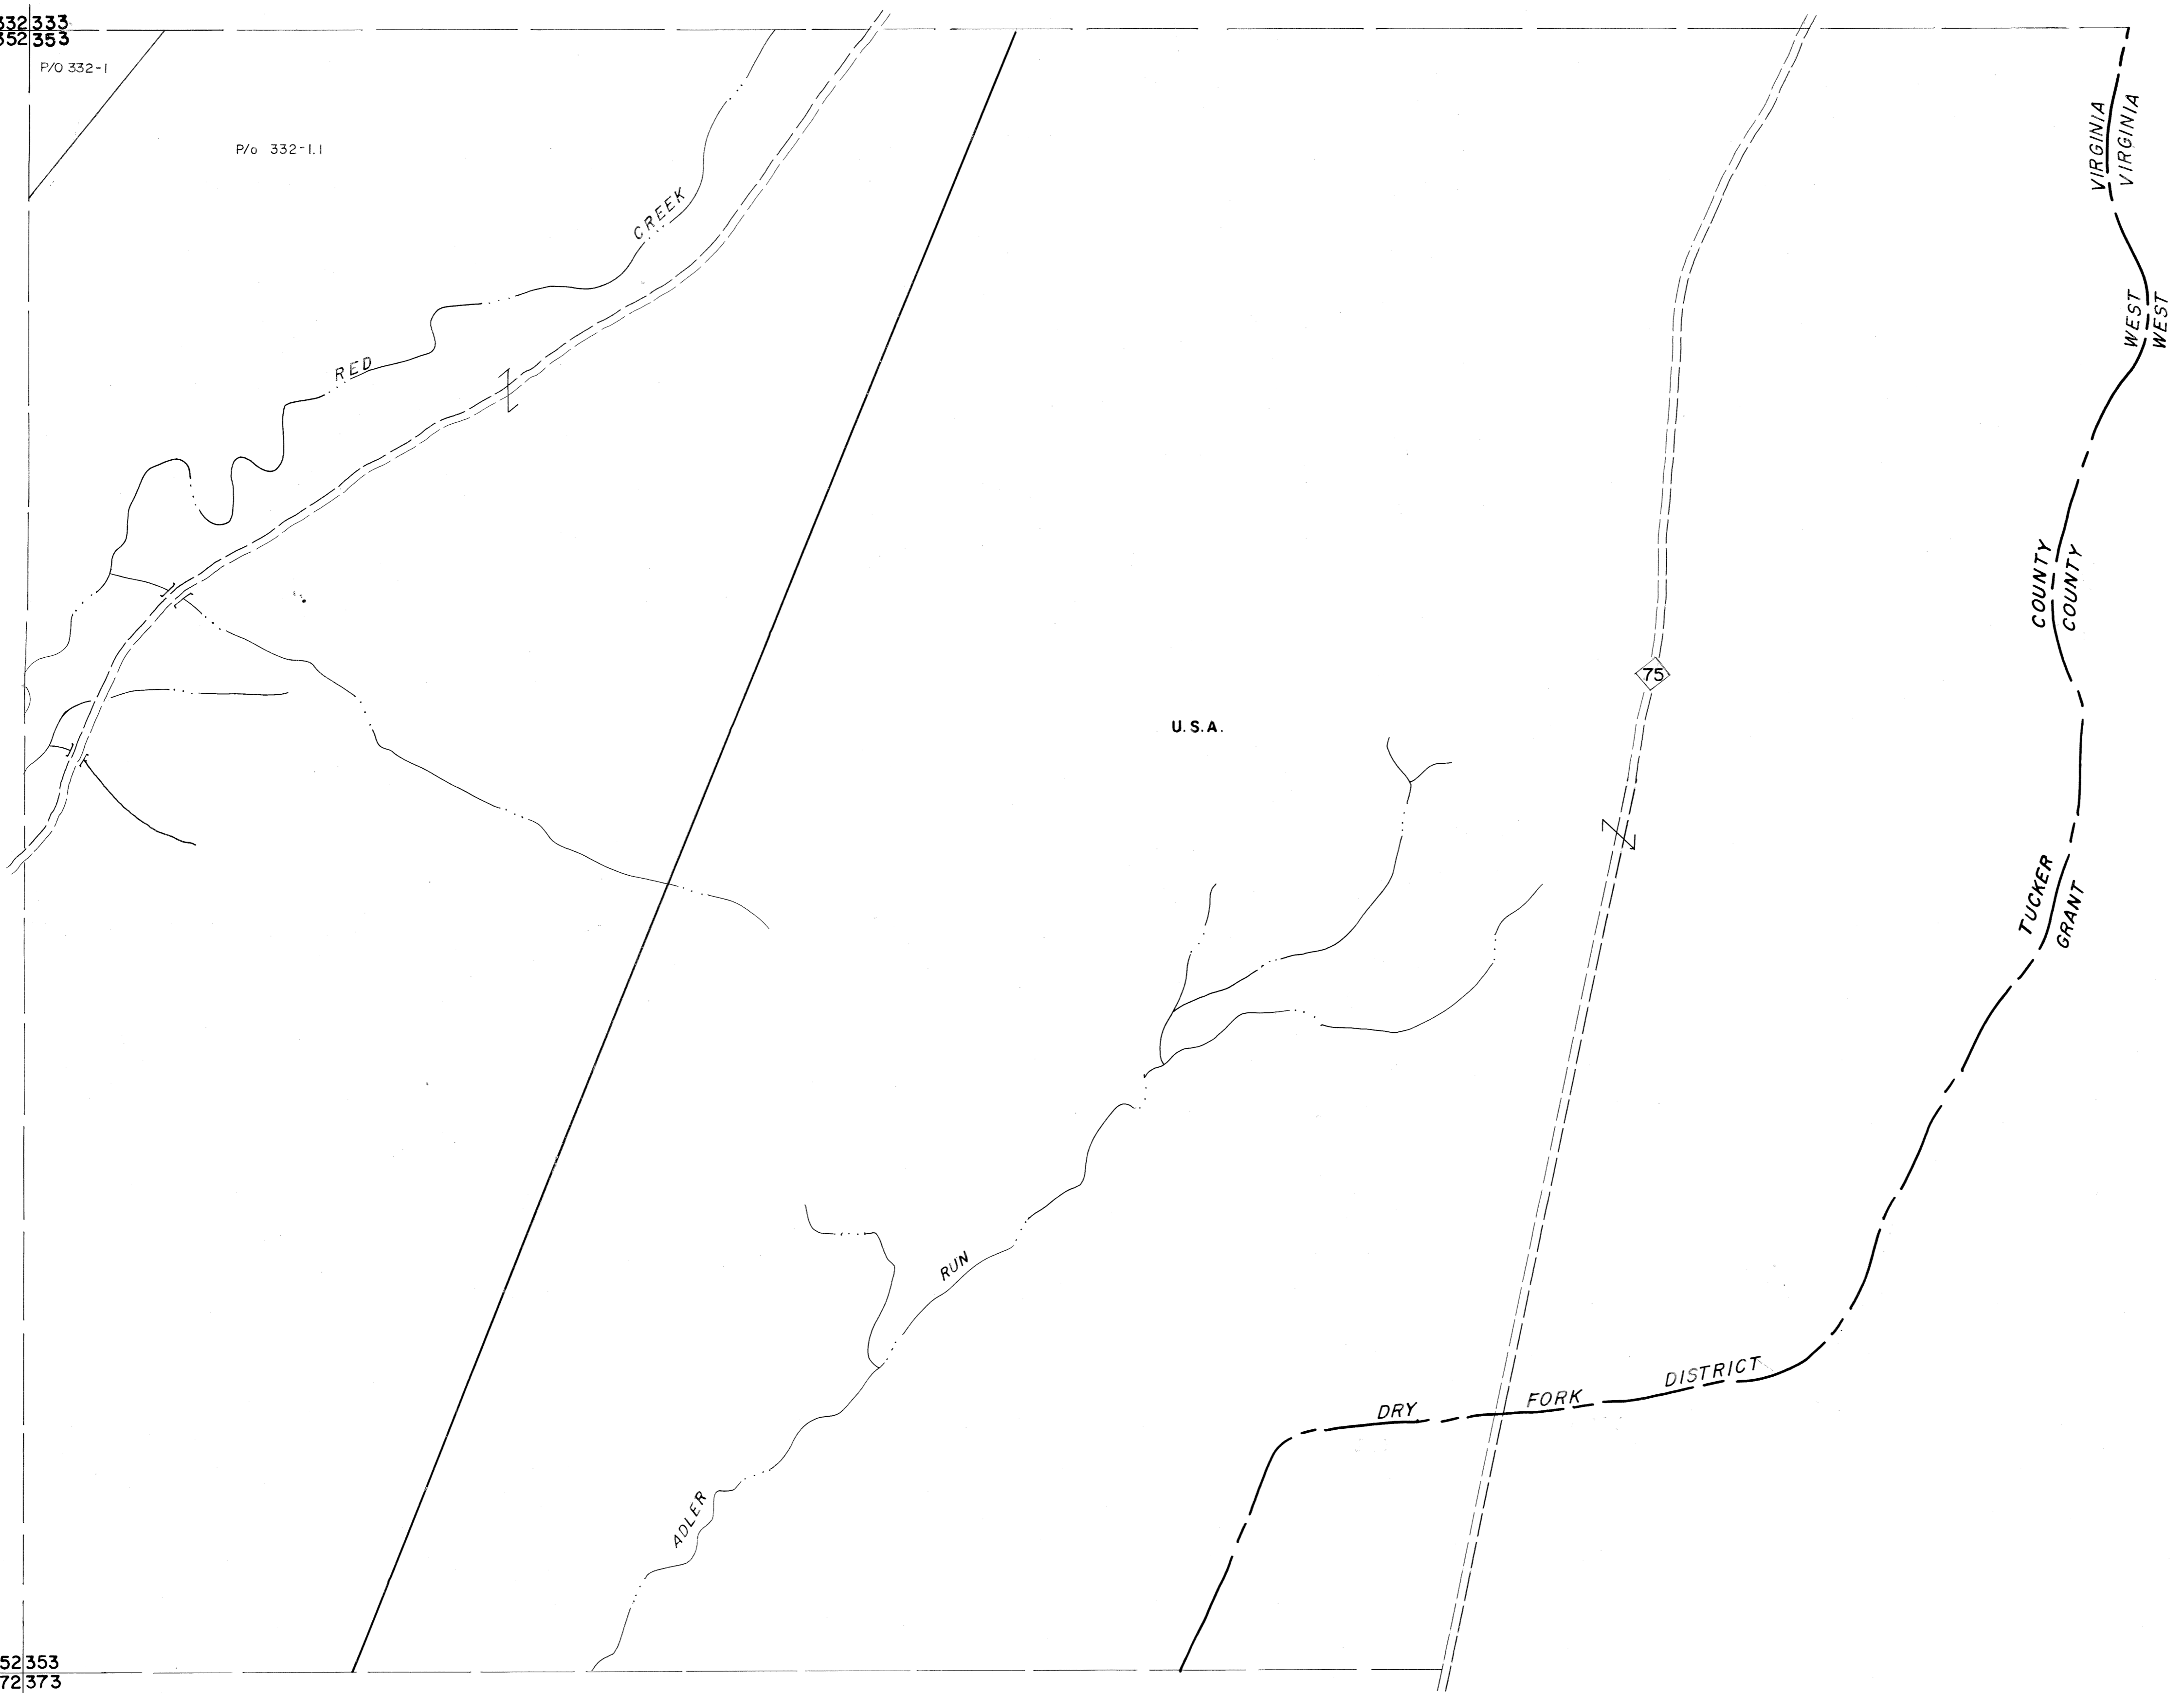 332 333
352 353
P/O 332-1
P/o 332-1.1
RED CREEK
75
U.S.A.
TUCKER COUNTY WEST VIRGINIA
GRANT COUNTY WEST VIRGINIA
ADLER RUN
DRY FORK DISTRICT
52 353
72 373